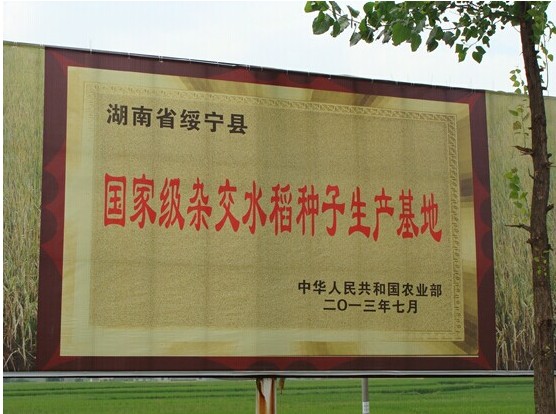 湖南省绥宁县
国家级杂交水稻种子生产基地
中华人民共和国农业部
二〇一三年七月